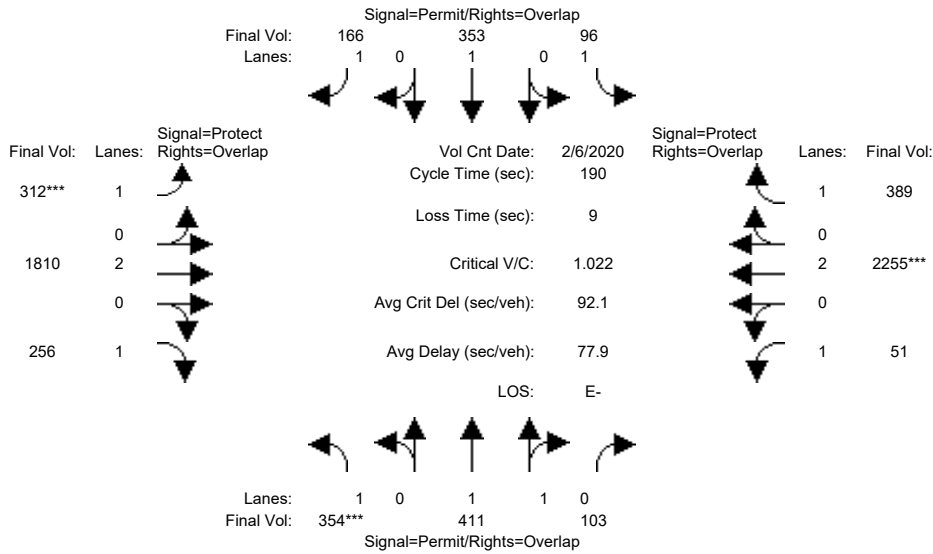 Signal=Permit/Rights=Overlap
Final Vol: 166 353 96
Lanes: 1 0 1 0 1
Signal=Protect Signal=Protect
Final Vol: Lanes: Rights=Overlap Vol Cnt Date: 2/6/2020 Rights=Overlap Lanes: Final Vol:
Cycle Time (sec): 190
312*** 1 1 389
Loss Time (sec): 9
0 0
1810 2 Critical V/C: 1.022 2 2255***
0 Avg Crit Del (sec/veh): 92.1 0
256 1 Avg Delay (sec/veh): 77.9 1 51
LOS: E-
Lanes: 1 0 1 1 0
Final Vol: 354*** 411 103
Signal=Permit/Rights=Overlap